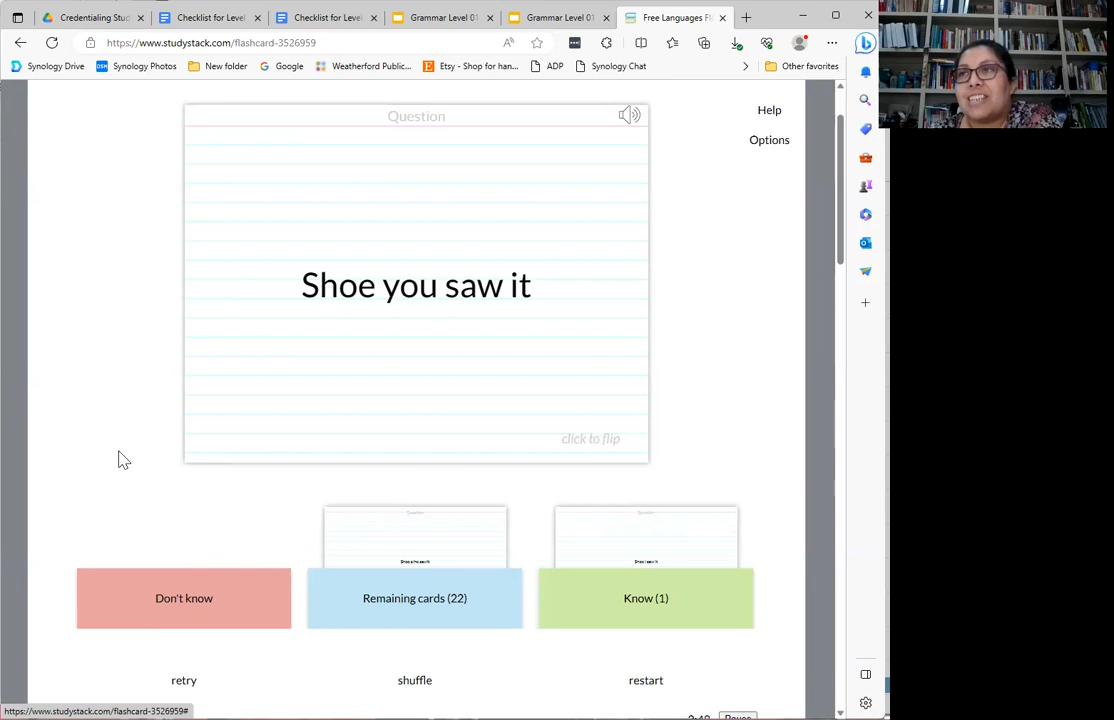 Credentialing Stud
Checklist for Level
Checklist for Level
Grammar Level 01
Grammar Level 01
Free Languages Fl
https://www.studystack.com/flashcard-3526959
Synology Drive
Synology Photos
New folder
Google
Weatherford Public...
Etsy - Shop for han...
ADP
Synology Chat
Other favorites
Question
Help
Options
Shoe you saw it
click to flip
Question
Question
Don't know
Remaining cards (22)
Know (1)
retry
shuffle
restart
https://www.studystack.com/flashcard-3526959#